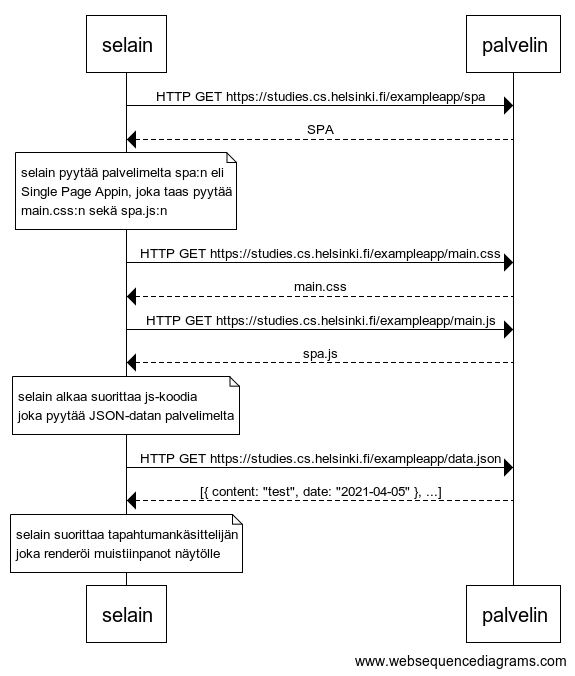 selain
palvelin
HTTP GET https://studies.cs.helsinki.fi/exampleapp/spa
SPA
selain pyytää palvelimelta spa:n eli
Single Page Appin, joka taas pyytää
main.css:n sekä spa.js:n
HTTP GET https://studies.cs.helsinki.fi/exampleapp/main.css
main.css
HTTP GET https://studies.cs.helsinki.fi/exampleapp/main.js
spa.js
selain alkaa suorittaa js-koodia
joka pyytää JSON-datan palvelimelta
HTTP GET https://studies.cs.helsinki.fi/exampleapp/data.json
[{ content: "test", date: "2021-04-05" }, ...]
selain suorittaa tapahtumankäsittelijän
joka renderöi muistiinpanot näytölle
selain
palvelin
www.websequencediagrams.com